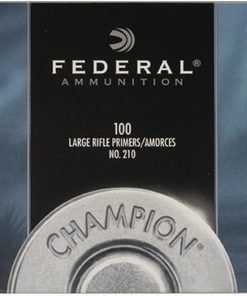 FEDERAL®
AMMUNITION
100
LARGE RIFLE PRIMERS/AMORCES
NO. 210
CHAMPION®